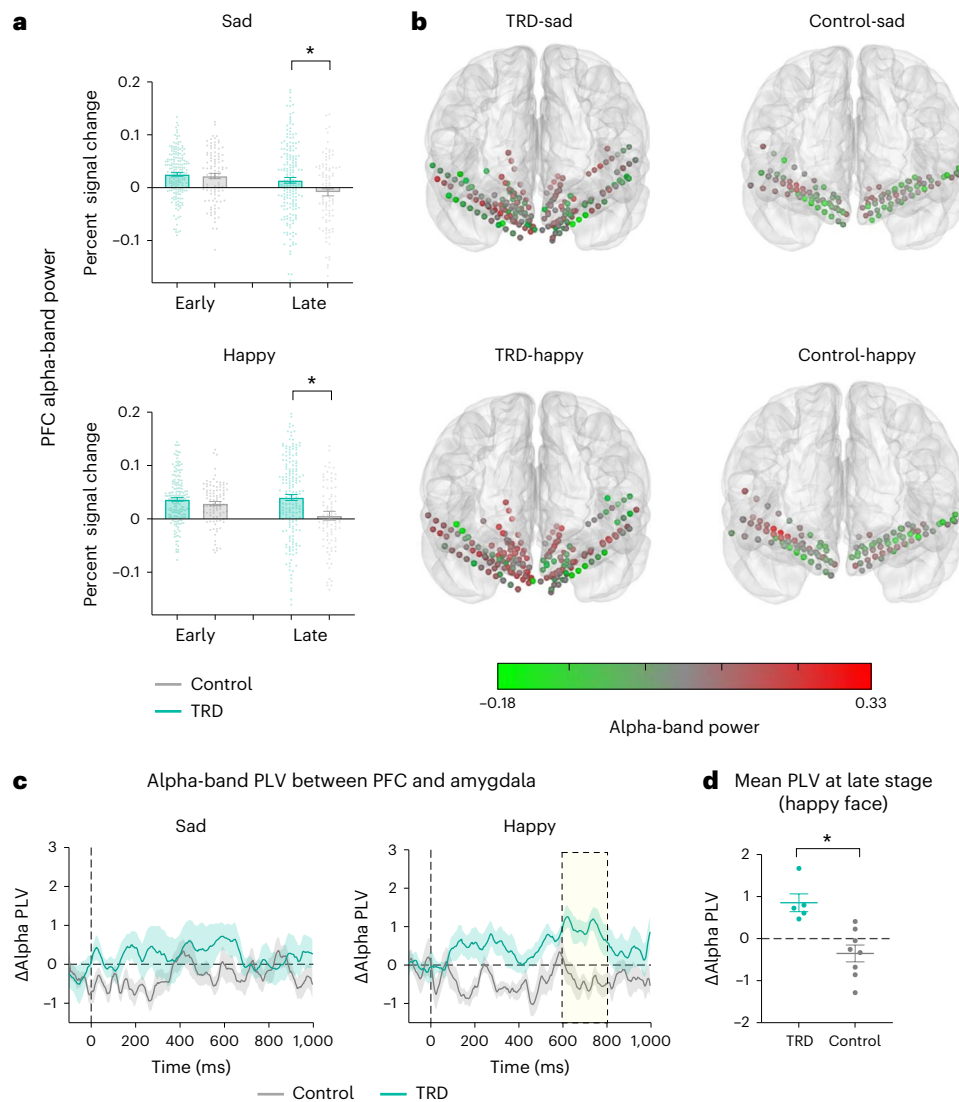 a
Sad
*
PFC alpha-band power
Percent signal change
0.2
0.1
0
–0.1
Early
Late
Happy
*
Percent signal change
0.2
0.1
0
–0.1
Early
Late
Control
TRD
b
TRD-sad
Control-sad
TRD-happy
Control-happy
–0.18
0.33
Alpha-band power
c
Alpha-band PLV between PFC and amygdala
Sad
ΔAlpha PLV
3
2
1
0
–1
0 200 400 600 800 1,000
Time (ms)
Happy
ΔAlpha PLV
3
2
1
0
–1
0 200 400 600 800 1,000
Time (ms)
Control
TRD
d
Mean PLV at late stage
(happy face)
*
ΔAlpha PLV
2
1
0
–1
–2
TRD
Control